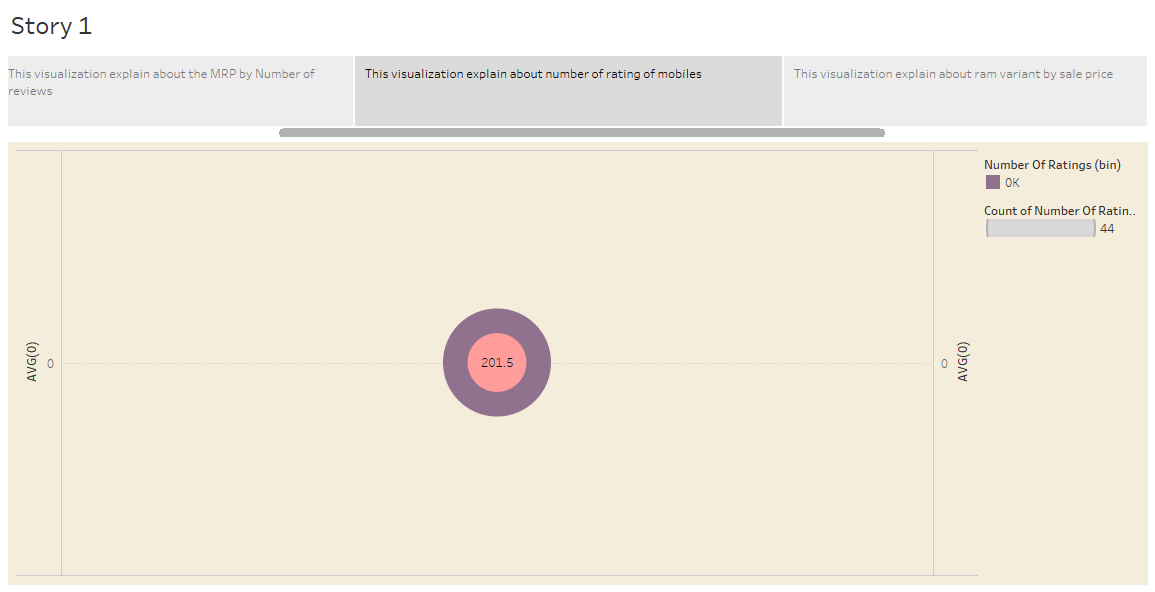 Story 1
This visualization explain about the MRP by Number of
reviews
This visualization explain about number of rating of mobiles
This visualization explain about ram variant by sale price
Number Of Ratings (bin)
0K
Count of Number Of Ratin..
44
AVG(0)
0
201.5
0
AVG(0)